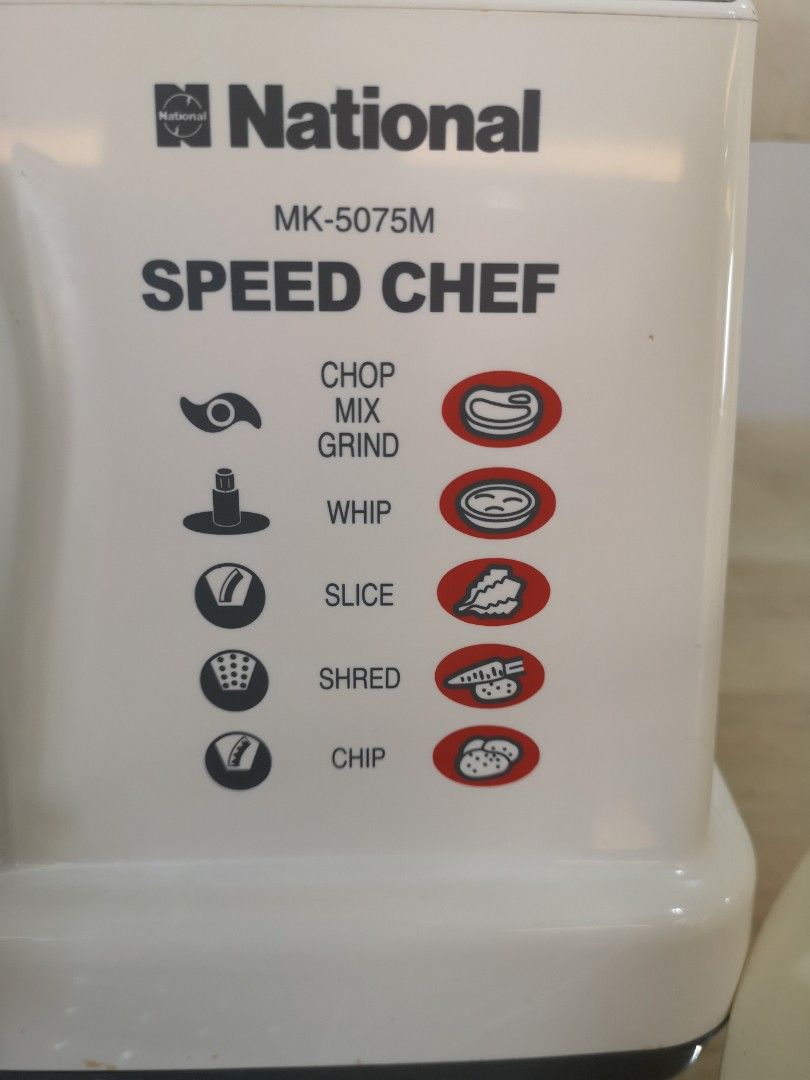 National National
MK-5075M
SPEED CHEF
CHOP
MIX
GRIND
WHIP
SLICE
SHRED
CHIP